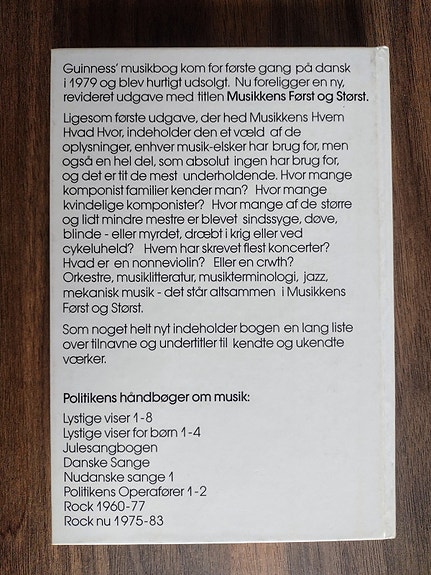 Guinness' musikbog kom for første gang på dansk
i 1979 og blev hurtigt udsolgt. Nu foreligger en ny,
revideret udgave med titlen Musikkens Først og Størst.
Ligesom første udgave, der hed Musikkens Hvem
Hvad Hvor, indeholder den et væld af de
oplysninger, enhver musik-elsker har brug for, men
også en hel del, som absolut ingen har brug for,
og det er tit de mest underholdende. Hvor mange
komponist familier kender man? Hvor mange
kvindelige komponister? Hvor mange af de større
og lidt mindre mestre er blevet sindssyge, døve,
blinde - eller myrdet, dræbt i krig eller ved
cykeluheld? Hvem har skrevet flest koncerter?
Hvad er en nonneviolin? Eller en crwth?
Orkestre, musiklitteratur, musikterminologi, jazz,
mekanisk musik - det står altsammen i Musikkens
Først og Størst.
Som noget helt nyt indeholder bogen en lang liste
over tilnavne og undertitler til kendte og ukendte
værker.
Politikens håndbøger om musik:
Lystige viser 1-8
Lystige viser for børn 1-4
Julesangbogen
Danske Sange
Nudanske sange 1
Politikens Operafører 1-2
Rock 1960-77
Rock nu 1975-83